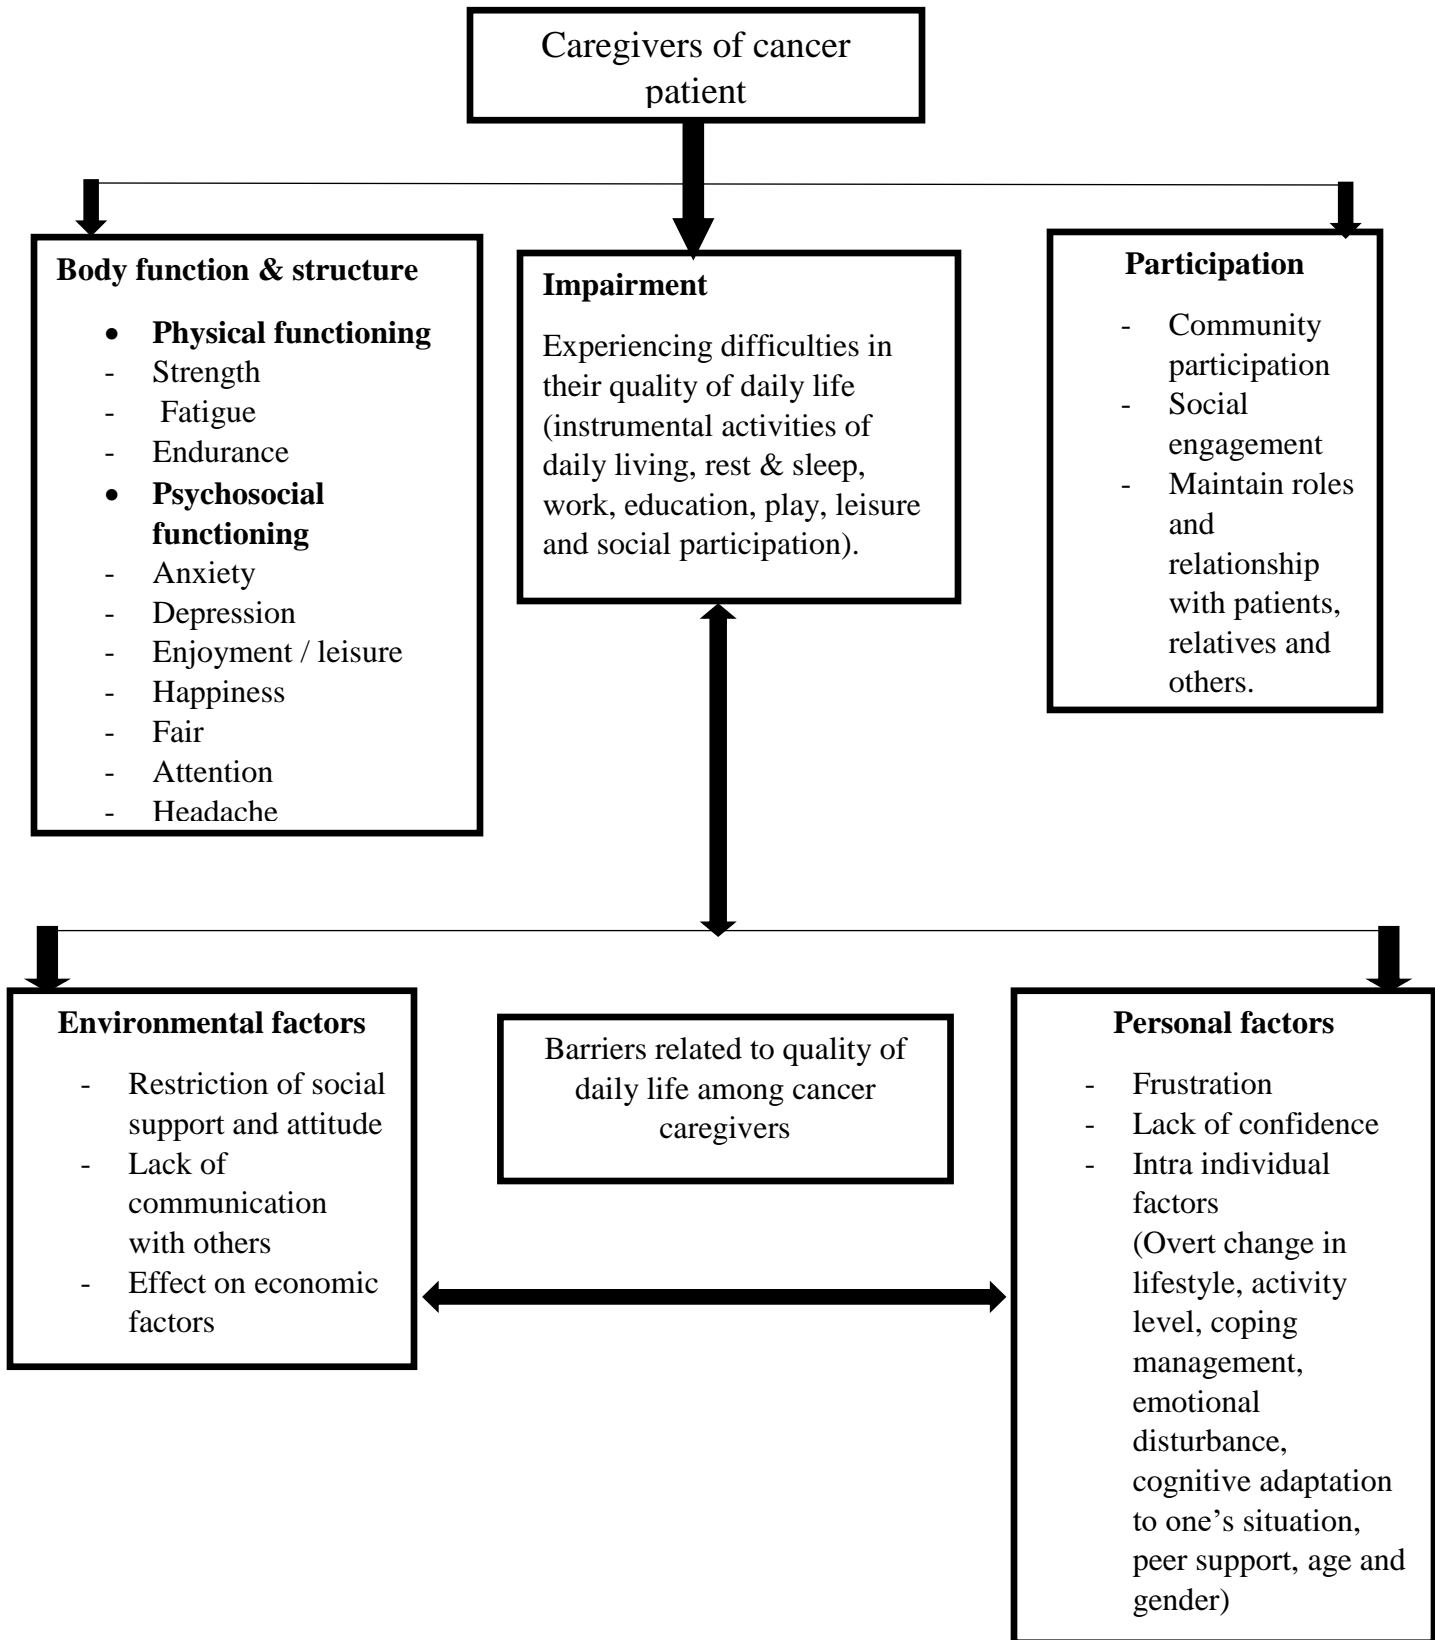 Caregivers of cancer
patient
Body function & structure
• Physical functioning
- Strength
- Fatigue
- Endurance
• Psychosocial
functioning
- Anxiety
- Depression
- Enjoyment / leisure
- Happiness
- Fair
- Attention
- Headache
Impairment
Experiencing difficulties in
their quality of daily life
(instrumental activities of
daily living, rest & sleep,
work, education, play, leisure
and social participation).
Participation
- Community
participation
- Social
engagement
- Maintain roles
and
relationship
with patients,
relatives and
others.
Environmental factors
- Restriction of social
support and attitude
- Lack of
communication
with others
- Effect on economic
factors
Barriers related to quality of
daily life among cancer
caregivers
Personal factors
- Frustration
- Lack of confidence
- Intra individual
factors
(Overt change in
lifestyle, activity
level, coping
management,
emotional
disturbance,
cognitive adaptation
to one’s situation,
peer support, age and
gender)